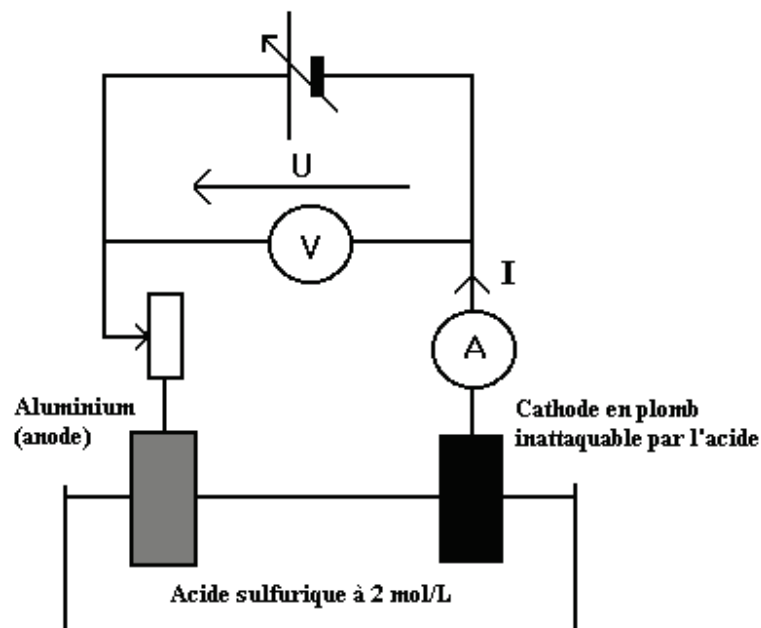 U
V
I
A
Aluminium
(anode)
Cathode en plomb
inattaquable par l'acide
Acide sulfurique à 2 mol/L